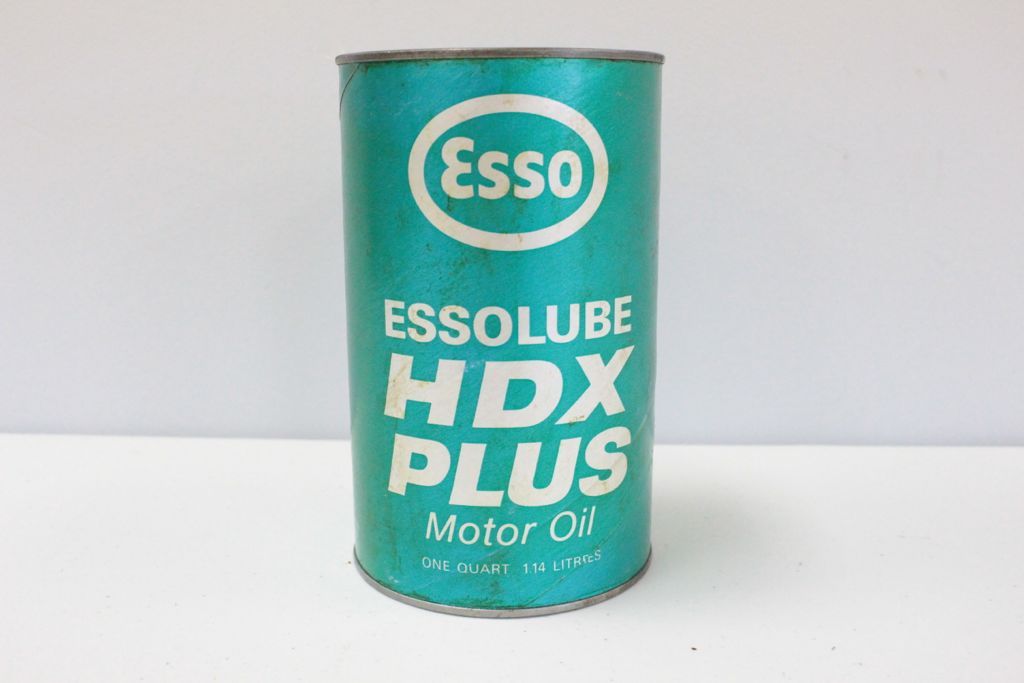 Esso
ESSOLUBE
HDX
PLUS
Motor Oil
ONE QUART 1.14 LITRES